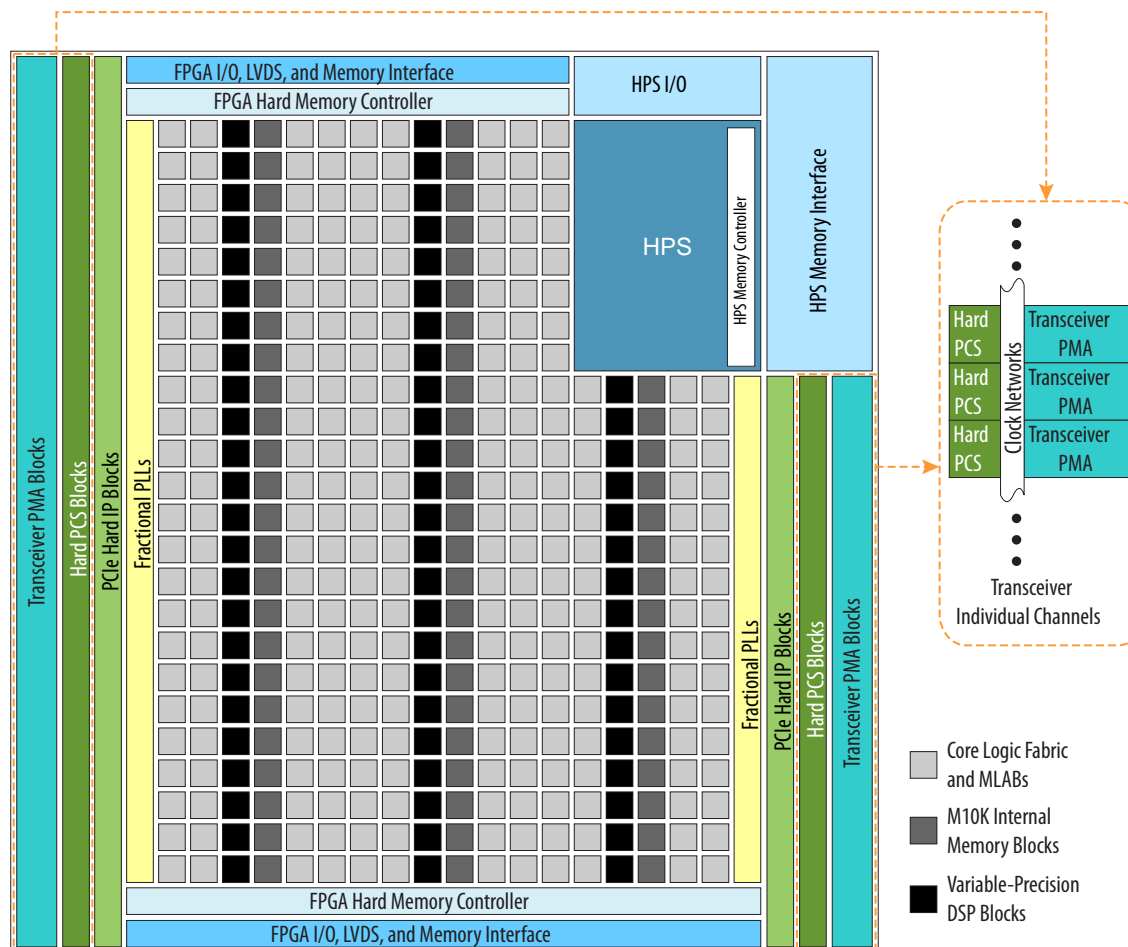 FPGA I/O, LVDS, and Memory Interface
FPGA Hard Memory Controller
HPS I/O
HPS Memory Interface
HPS
HPS Memory Controller
Transceiver PMA Blocks
Hard PCS Blocks
PCIe Hard IP Blocks
Fractional PLLs
Fractional PLLs
PCIe Hard IP Blocks
Hard PCS Blocks
Transceiver PMA Blocks
FPGA Hard Memory Controller
FPGA I/O, LVDS, and Memory Interface
Hard
PCS
Transceiver
PMA
Hard
PCS
Transceiver
PMA
Hard
PCS
Transceiver
PMA
Clock Networks
Transceiver
Individual Channels
Core Logic Fabric
and MLABs
M10K Internal
Memory Blocks
Variable-Precision
DSP Blocks